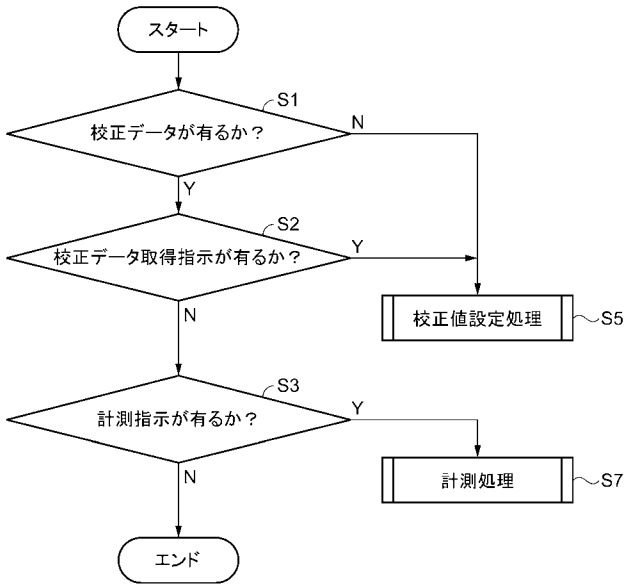 スタート
S1
校正データが有るか？
N
Y
S2
校正データ取得指示が有るか？
Y
N
校正値設定処理
S5
S3
計測指示が有るか？
Y
N
計測処理
S7
エンド